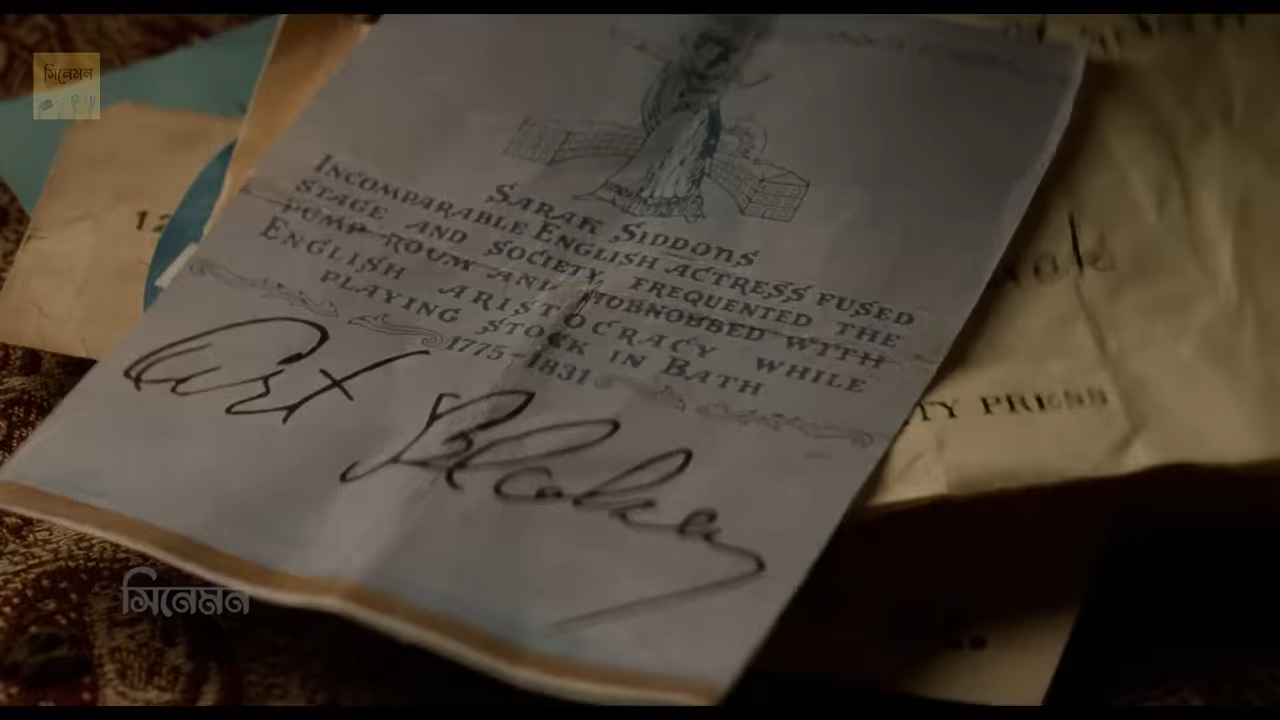 সিনেমন
12
SARAH SIDDONS
INCOMPARABLE ENGLISH ACTRESS FUSED
STAGE AND SOCIETY, FREQUENTED THE
PUMP ROOM AND HOBNOBBED WITH
ENGLISH ARISTOCRACY WHILE
PLAYING STOCK IN BATH
1775-1831
Art Blakey
TY PRESS
সিনেমন